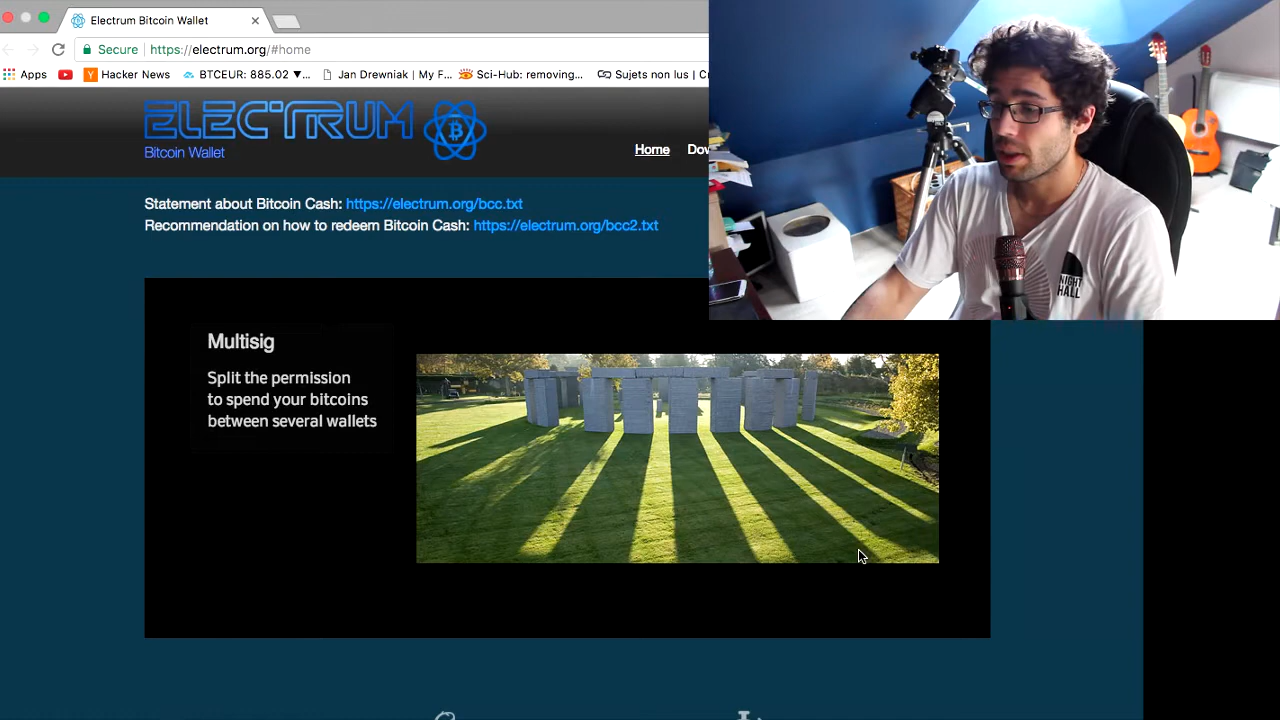 Electrum Bitcoin Wallet
Secure https://electrum.org/#home
Apps Hacker News BTCEUR: 885.02 ▼... Jan Drewniak | My F... Sci-Hub: removing... Sujets non lus | C
ELECTRUM
Bitcoin Wallet
Home Dow
Statement about Bitcoin Cash: https://electrum.org/bcc.txt
Recommendation on how to redeem Bitcoin Cash: https://electrum.org/bcc2.txt
Multisig
Split the permission
to spend your bitcoins
between several wallets
NIGHT
HALL